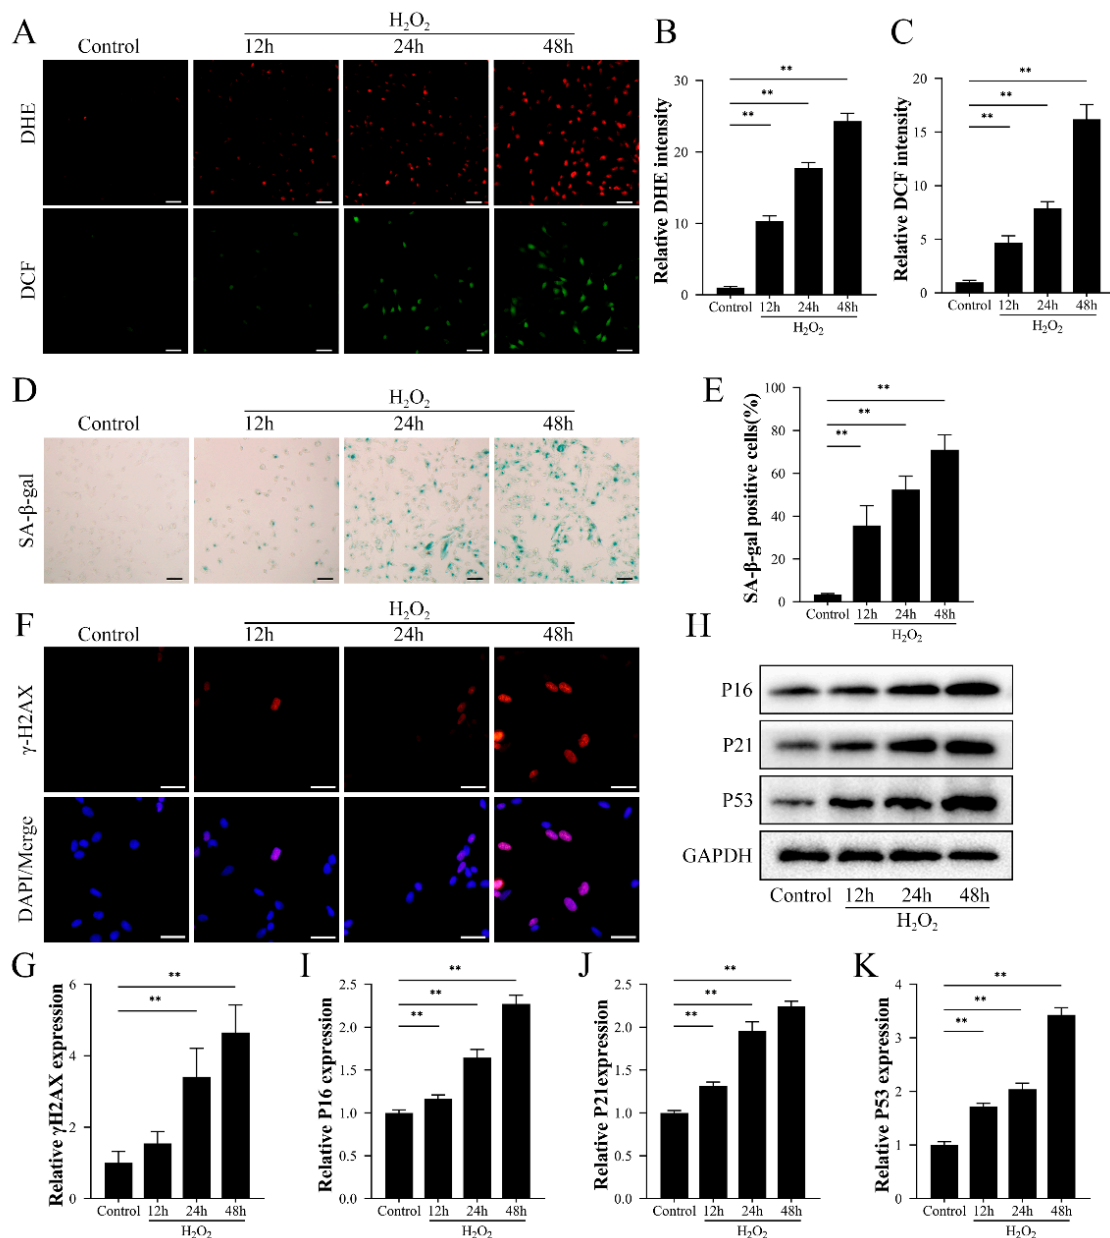 A
H₂O₂
Control 12h 24h 48h
DHE
DCF
B
Relative DHE intensity
30
20
10
0
** ** **
Control 12h 24h 48h
H₂O₂
C
Relative DCF intensity
20
15
10
5
0
** ** **
Control 12h 24h 48h
H₂O₂
D
H₂O₂
Control 12h 24h 48h
SA-β-gal
E
SA-β-gal positive cells(%)
100
80
60
40
20
0
** ** **
Control 12h 24h 48h
H₂O₂
F
H₂O₂
Control 12h 24h 48h
γ-H2AX
DAPI/Merge
H
P16
P21
P53
GAPDH
Control 12h 24h 48h
H₂O₂
G
Relative γH2AX expression
6
4
2
0
** **
Control 12h 24h 48h
H₂O₂
I
Relative P16 expression
2.5
2.0
1.5
1.0
0.5
0.0
** ** **
Control 12h 24h 48h
H₂O₂
J
Relative P21expression
2.5
2.0
1.5
1.0
0.5
0.0
** ** **
Control 12h 24h 48h
H₂O₂
K
Relative P53 expression
4
3
2
1
0
** ** **
Control 12h 24h 48h
H₂O₂